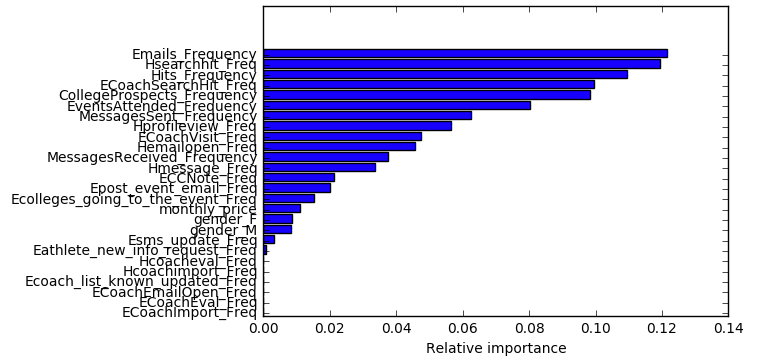 Emails_Frequency
Hsearchhit_Freq
Hits_Frequency
ECoachSearchHit_Freq
CollegeProspects_Frequency
EventsAttended_Frequency
MessagesSent_Frequency
Hprofileview_Freq
ECoachVisit_Freq
Hemailopen_Freq
MessagesReceived_Frequency
Hmessage_Freq
ECCNote_Freq
Epost_event_email_Freq
Ecolleges_going_to_the_event_Freq
monthly_price
gender_F
gender_M
Esms_update_Freq
Eathlete_new_info_request_Freq
Hcoacheval_Freq
Hcoachimport_Freq
Ecoach_list_known_updated_Freq
ECoachEmailOpen_Freq
ECoachEval_Freq
ECoachImport_Freq
0.00 0.02 0.04 0.06 0.08 0.10 0.12 0.14
Relative importance